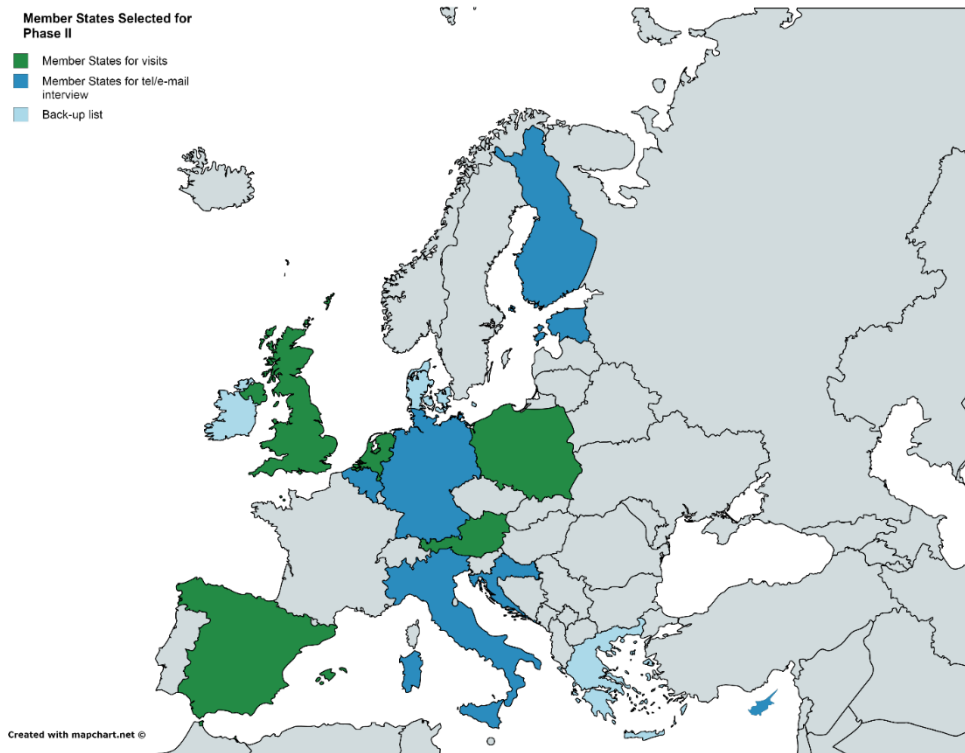 Member States Selected for
Phase II
Member States for visits
Member States for tel/e-mail
interview
Back-up list
Created with mapchart.net ©